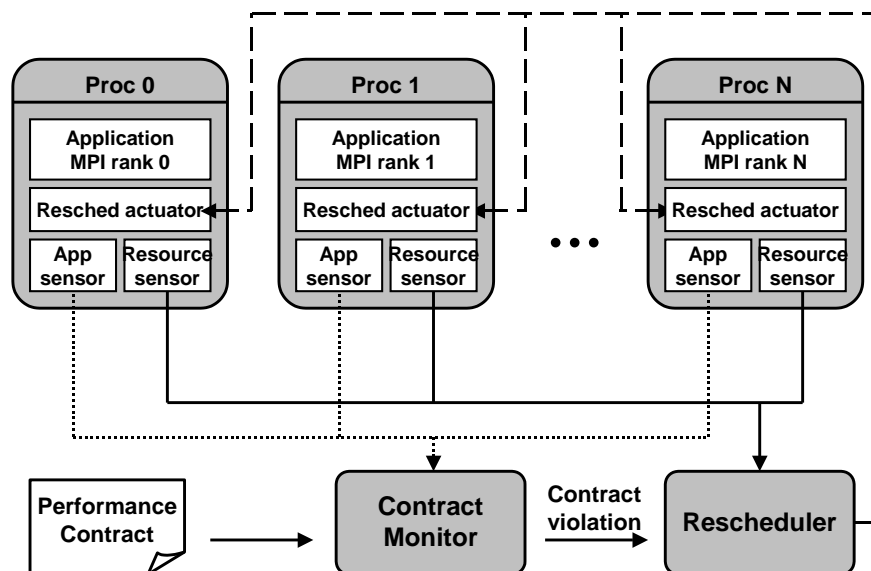 Proc 0
Proc 1
Proc N
Application
MPI rank 0
Application
MPI rank 1
Application
MPI rank N
Resched actuator
Resched actuator
Resched actuator
App
sensor
Resource
sensor
App
sensor
Resource
sensor
App
sensor
Resource
sensor
Performance
Contract
Contract
Monitor
Contract
violation
Rescheduler